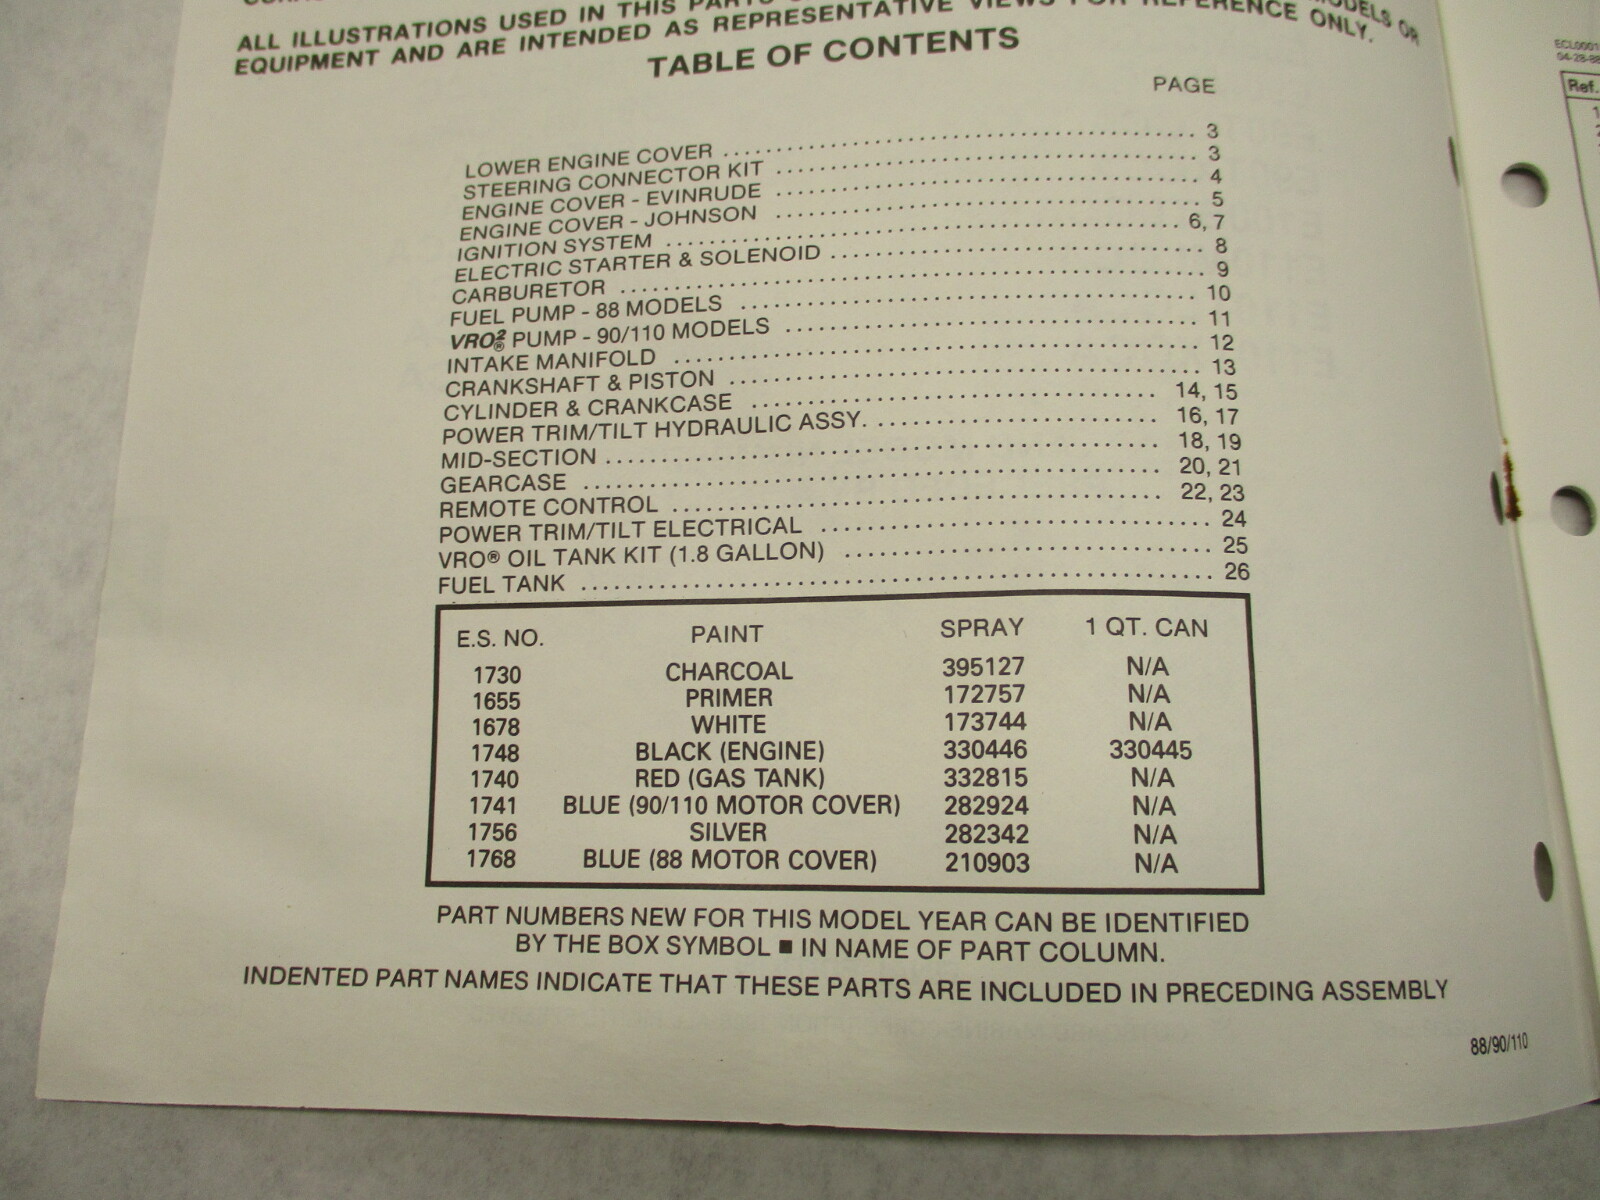 ALL ILLUSTRATIONS USED IN THIS PARTS MODELS OR
EQUIPMENT AND ARE INTENDED AS REPRESENTATIVE VIEWS FOR REFERENCE ONLY.
TABLE OF CONTENTS
PAGE
LOWER ENGINE COVER 3
STEERING CONNECTOR KIT 3
ENGINE COVER - EVINRUDE 4
ENGINE COVER - JOHNSON 5
IGNITION SYSTEM 6, 7
ELECTRIC STARTER & SOLENOID 8
CARBURETOR 9
FUEL PUMP - 88 MODELS 10
VRO2® PUMP - 90/110 MODELS 11
INTAKE MANIFOLD 12
CRANKSHAFT & PISTON 13
CYLINDER & CRANKCASE 14, 15
POWER TRIM/TILT HYDRAULIC ASSY. 16, 17
MID-SECTION 18, 19
GEARCASE 20, 21
REMOTE CONTROL 22, 23
POWER TRIM/TILT ELECTRICAL 24
VRO® OIL TANK KIT (1.8 GALLON) 25
FUEL TANK 26
E.S. NO. PAINT SPRAY 1 QT. CAN
1730 CHARCOAL 395127 N/A
1655 PRIMER 172757 N/A
1678 WHITE 173744 N/A
1748 BLACK (ENGINE) 330446 330445
1740 RED (GAS TANK) 332815 N/A
1741 BLUE (90/110 MOTOR COVER) 282924 N/A
1756 SILVER 282342 N/A
1768 BLUE (88 MOTOR COVER) 210903 N/A
PART NUMBERS NEW FOR THIS MODEL YEAR CAN BE IDENTIFIED
BY THE BOX SYMBOL ■ IN NAME OF PART COLUMN.
INDENTED PART NAMES INDICATE THAT THESE PARTS ARE INCLUDED IN PRECEDING ASSEMBLY
88/90/110
Ref.